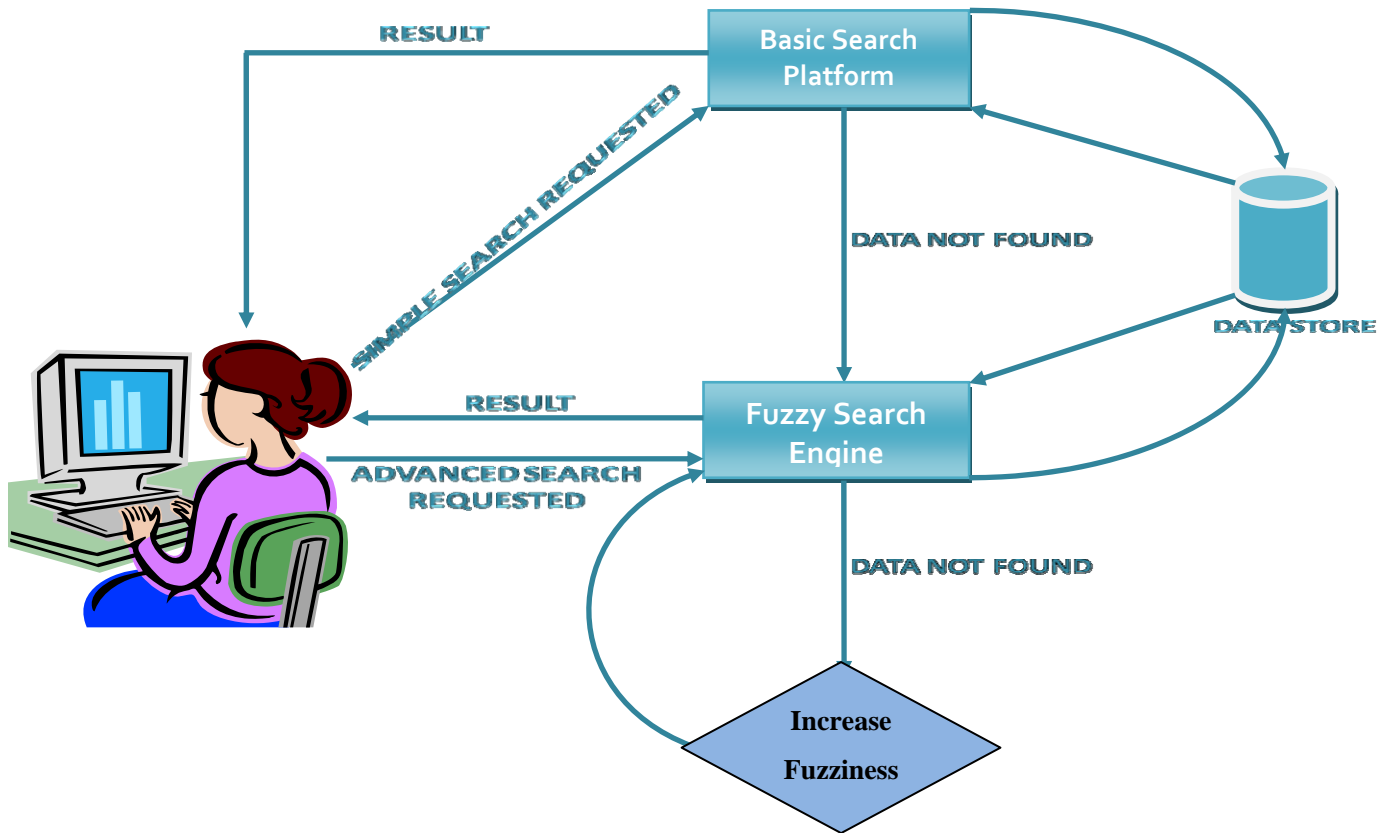 RESULT
Basic Search
Platform
SIMPLE SEARCH REQUESTED
DATA NOT FOUND
DATA STORE
RESULT
Fuzzy Search
Engine
ADVANCED SEARCH
REQUESTED
DATA NOT FOUND
Increase
Fuzziness